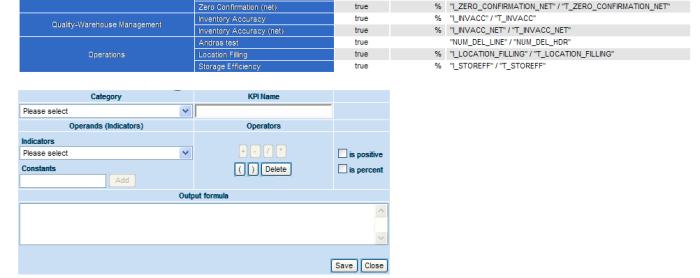 Zero Confirmation (net) true % "I_ZERO_CONFIRMATION_NET" / "T_ZERO_CONFIRMATION_NET"
Quality-Warehouse Management Inventory Accuracy true % "I_INVACC" / "T_INVACC"
Inventory Accuracy (net) true % "I_INVACC_NET" / "T_INVACC_NET"
Andras test true "NUM_DEL_LINE" / "NUM_DEL_HDR"
Operations Location Filling true % "I_LOCATION_FILLING" / "T_LOCATION_FILLING"
Storage Efficiency true % "I_STOREFF" / "T_STOREFF"
Category KPI Name
Please select
Operands (Indicators) Operators
Indicators
Please select + - / * is positive
Constants ( ) Delete is percent
Add
Output formula
Save Close